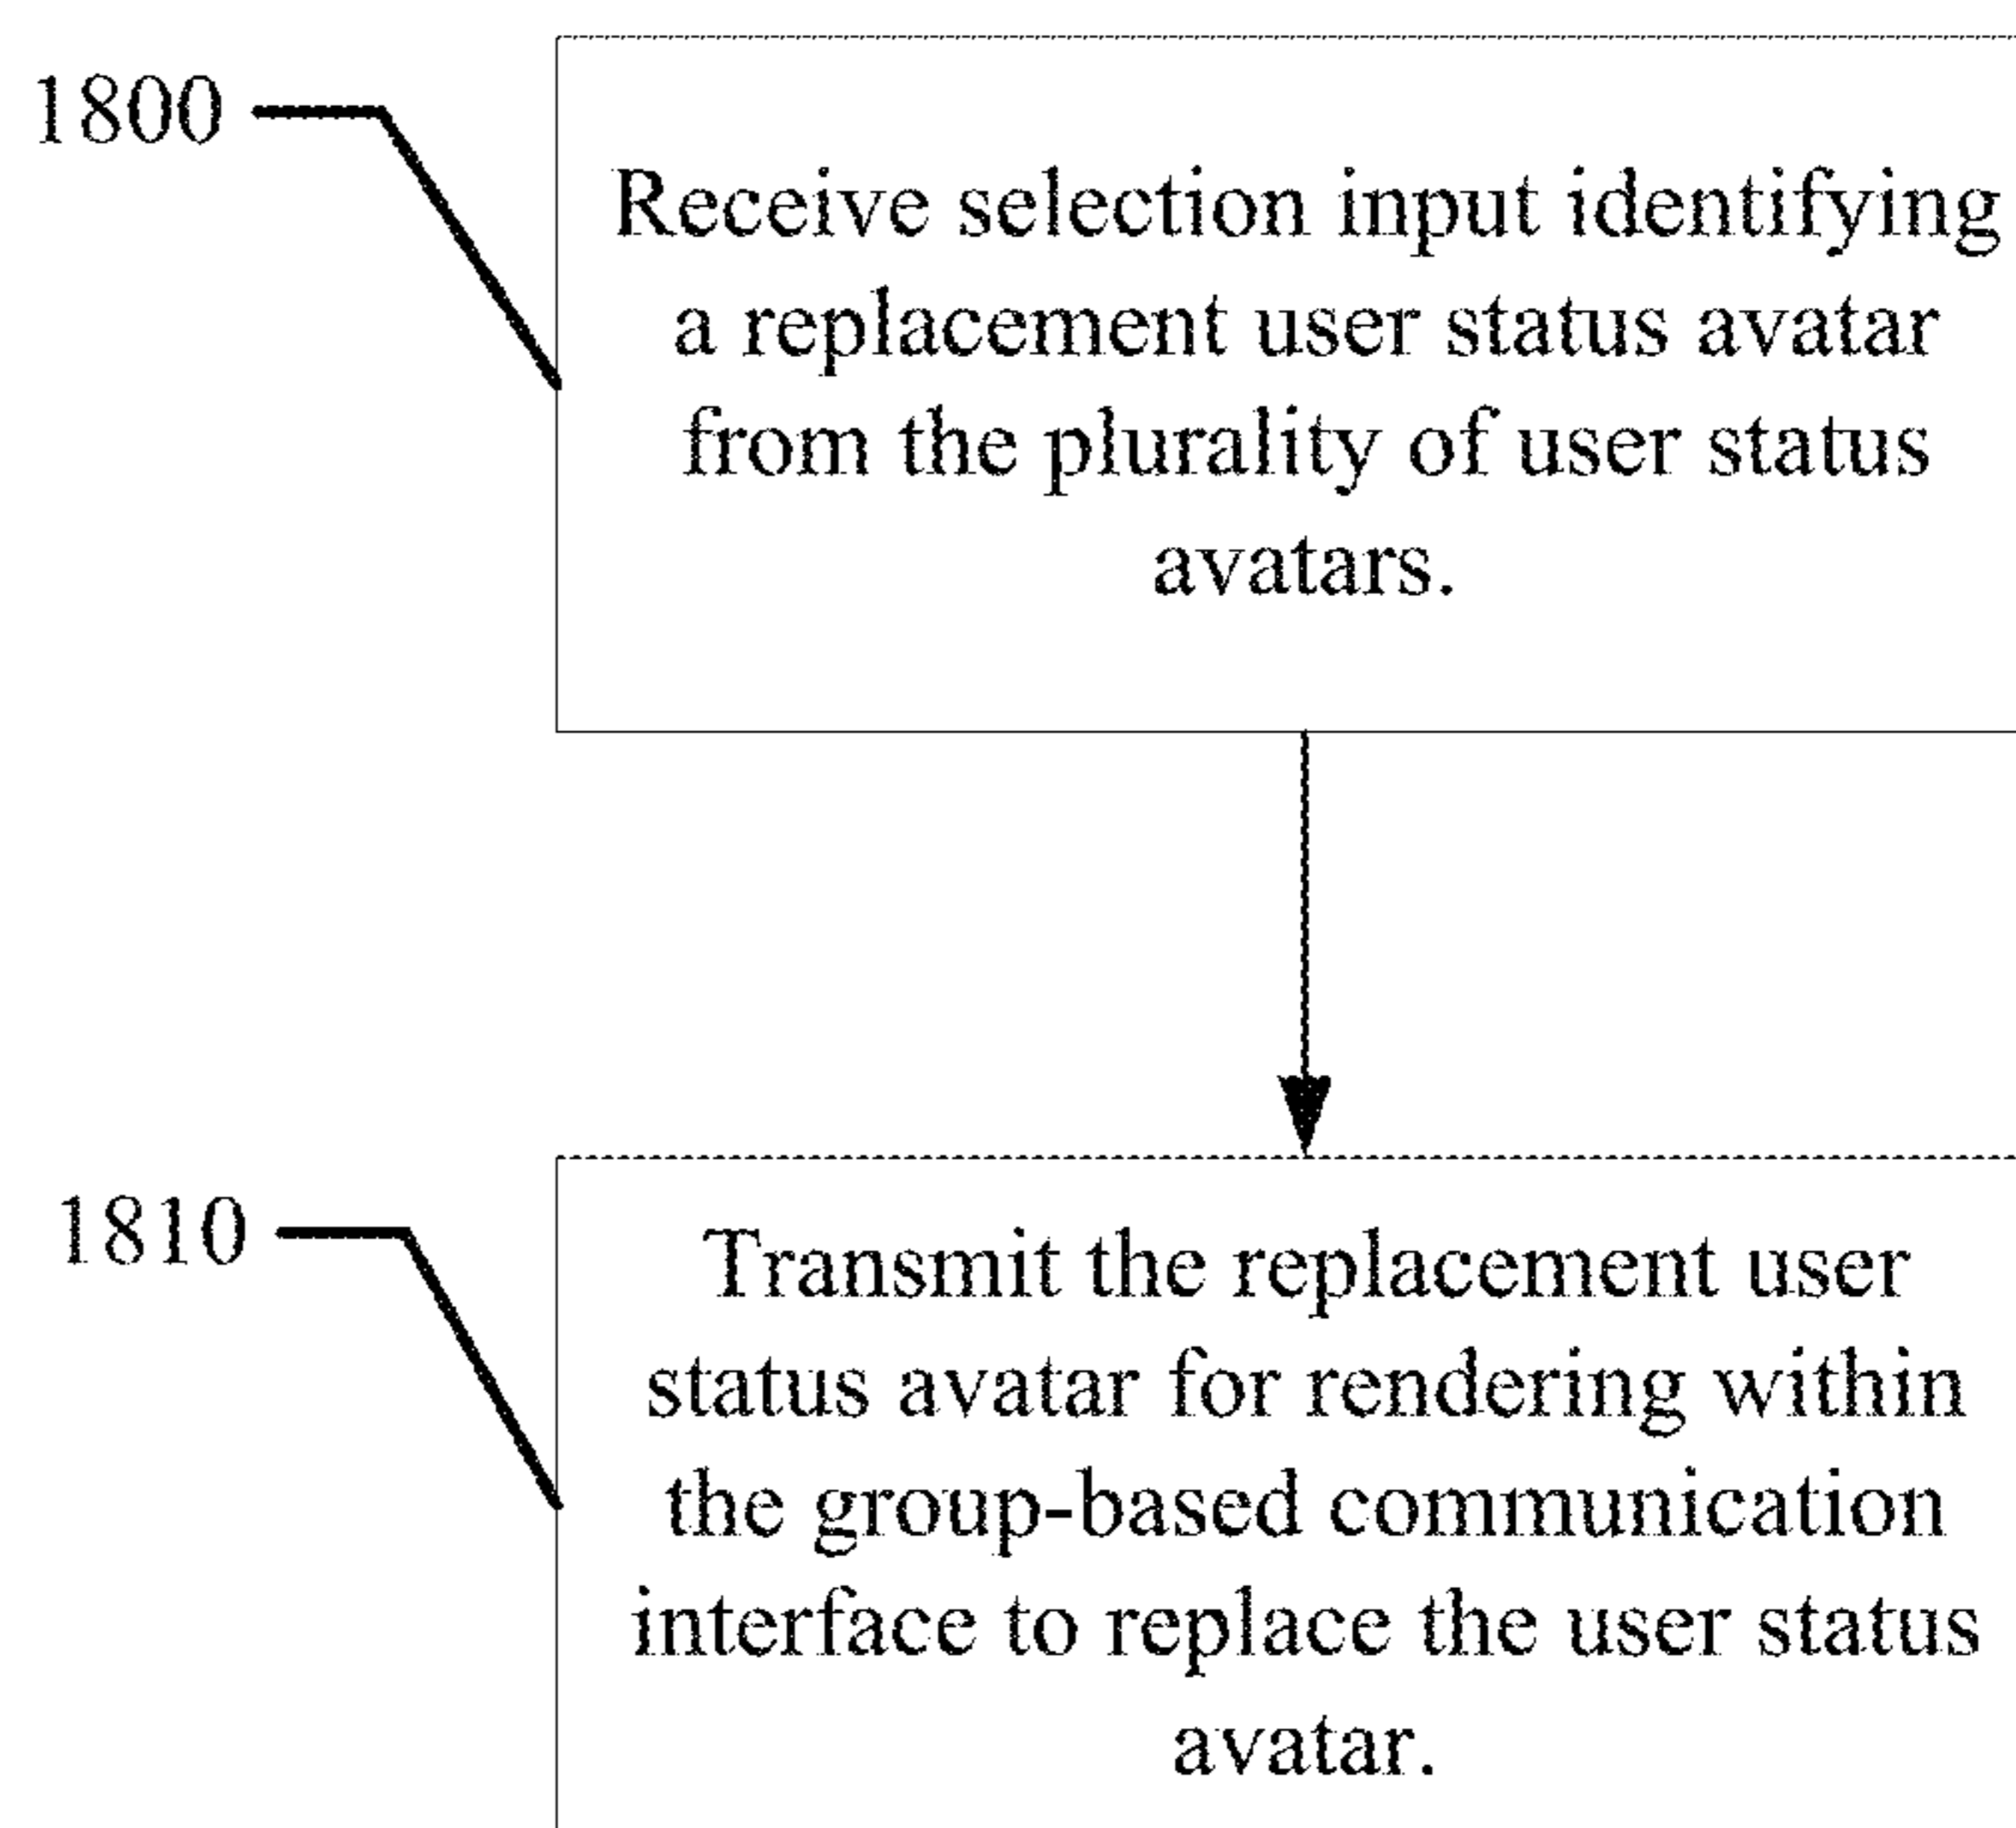 1800
Receive selection input identifying
a replacement user status avatar
from the plurality of user status
avatars.
1810
Transmit the replacement user
status avatar for rendering within
the group-based communication
interface to replace the user status
avatar.